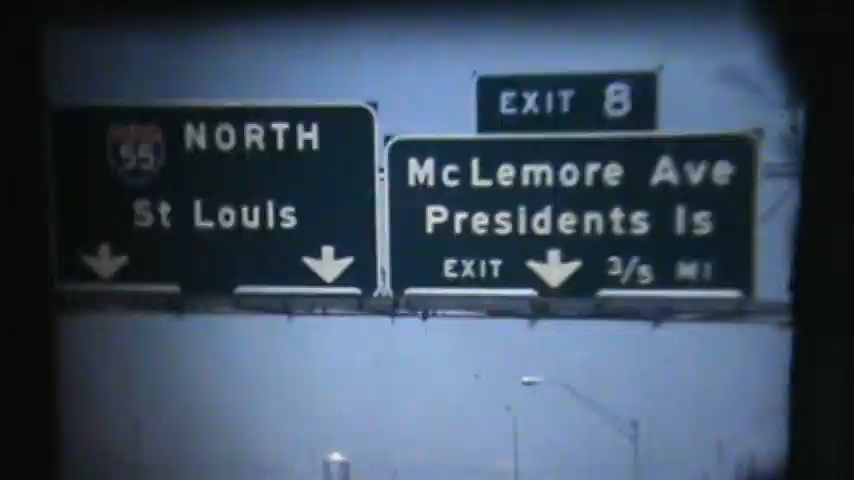 55 NORTH
St Louis
EXIT 8
McLemore Ave
Presidents Is
EXIT 3/5 MI